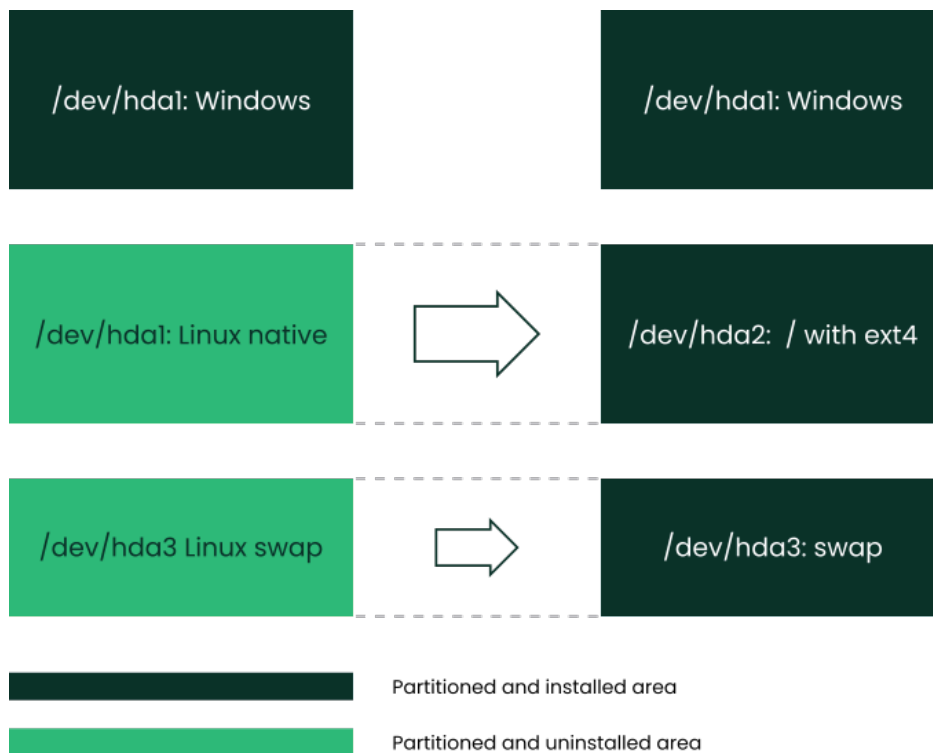 /dev/hda1: Windows
/dev/hda1: Windows
/dev/hda1: Linux native
/dev/hda2: / with ext4
/dev/hda3 Linux swap
/dev/hda3: swap
Partitioned and installed area
Partitioned and uninstalled area